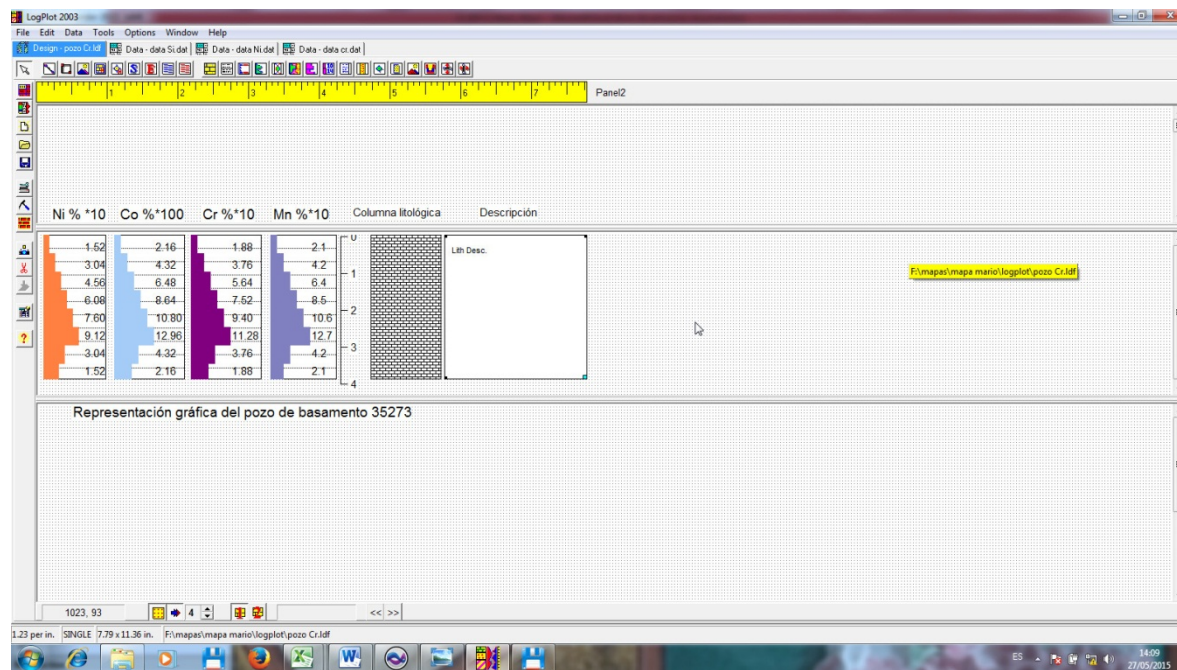 LogPlot 2003
File Edit Data Tools Options Window Help
Design - pozo Cr.ldf Data - data Si.dat Data - data Ni.dat Data - data cr.dat
1 2 3 4 5 6 7 Panel2
Ni % *10 Co %*100 Cr %*10 Mn %*10 Columna litológica Descripción
1.52 2.16 1.88 2.1 0 Lith Desc.
3.04 4.32 3.76 4.2 1
4.56 6.48 5.64 6.4
6.08 8.64 7.52 8.5 2
7.60 10.80 9.40 10.6
9.12 12.96 11.28 12.7 3
3.04 4.32 3.76 4.2
1.52 2.16 1.88 2.1 4
F:\mapas\mapa mario\logplot\pozo Cr.ldf
Representación gráfica del pozo de basamento 35273
1023, 93 4 << >>
1.23 per in. SINGLE 7.79 x 11.36 in. F:\mapas\mapa mario\logplot\pozo Cr.ldf
ES 14:09
27/05/2015